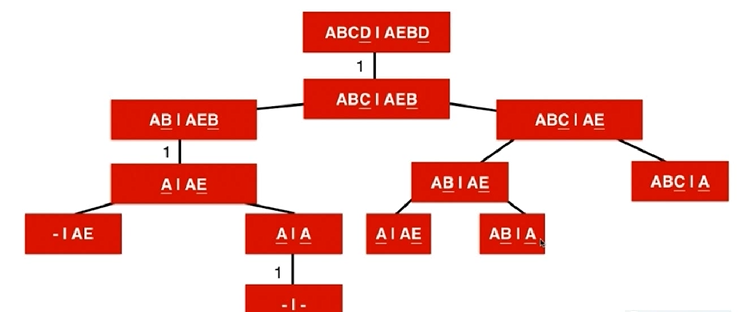 ABCD | AEBD
1
ABC | AEB
AB | AEB
ABC | AE
1
A | AE
AB | AE
ABC | A
- | AE
A | A
A | AE
AB | A
1
- | -